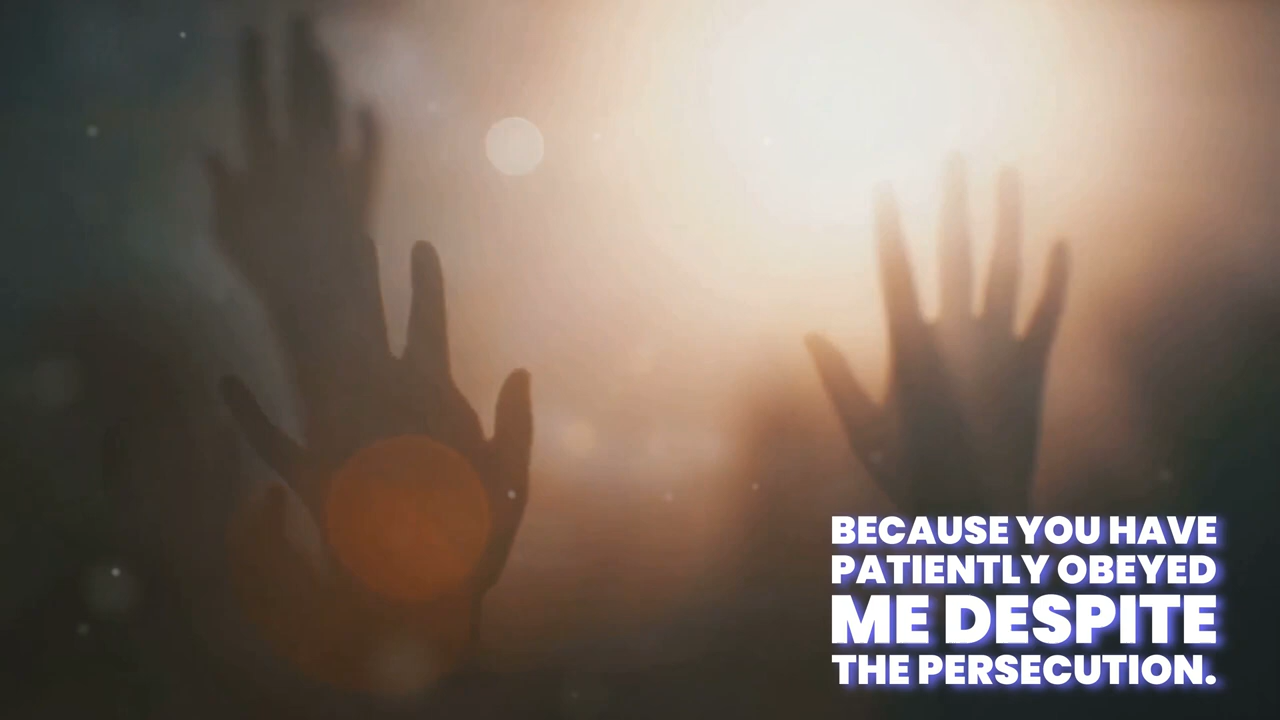 BECAUSE YOU HAVE
PATIENTLY OBEYED
ME DESPITE
THE PERSECUTION.